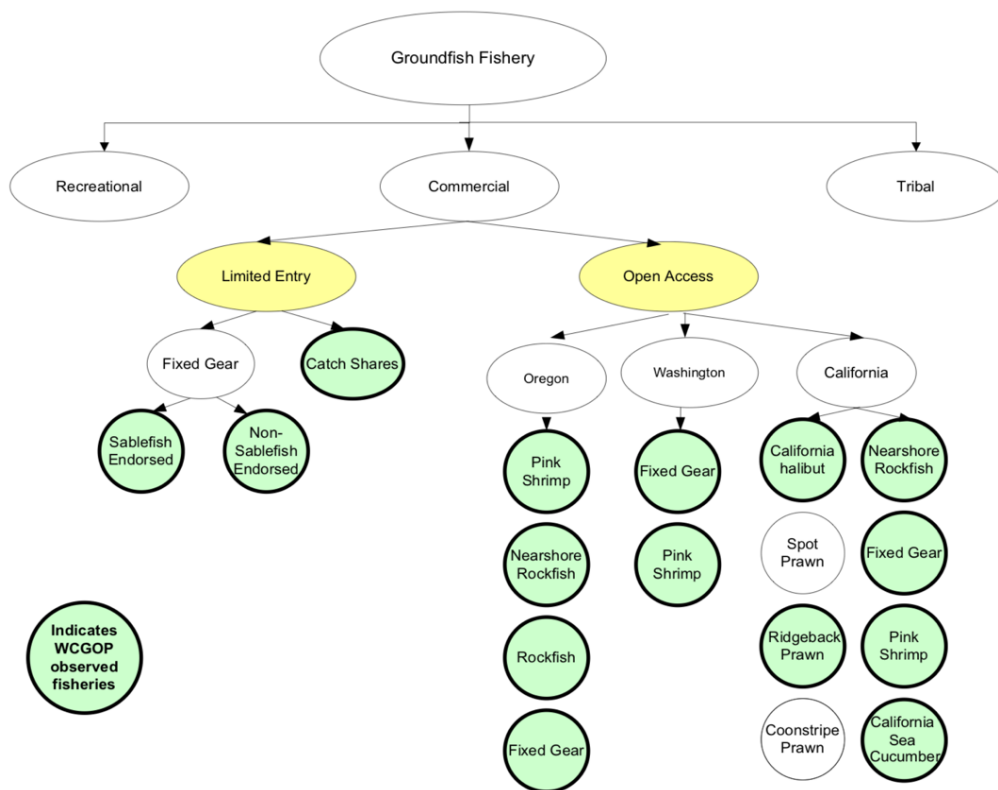 Groundfish Fishery
Recreational
Commercial
Tribal
Limited Entry
Open Access
Fixed Gear
Catch Shares
Oregon
Washington
California
Sablefish
Endorsed
Non-
Sablefish
Endorsed
Pink
Shrimp
Fixed Gear
California
halibut
Nearshore
Rockfish
Nearshore
Rockfish
Pink
Shrimp
Spot
Prawn
Fixed Gear
Indicates
WCGOP
observed
fisheries
Rockfish
Ridgeback
Prawn
Pink
Shrimp
Fixed Gear
Coonstripe
Prawn
California
Sea
Cucumber